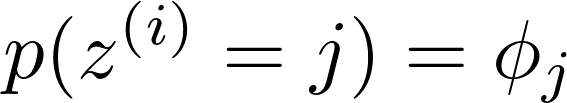 p(z^{(i)} = j) = \phi_j